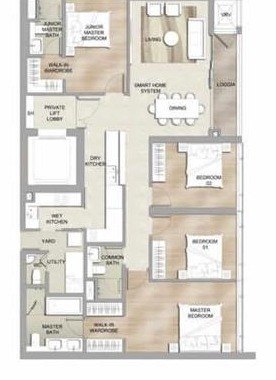 JUNIOR
MASTER
BATH
JUNIOR
MASTER
BEDROOM
LIVING
WALK-IN
WARDROBE
SMART HOME
SYSTEM
LOGGIA
SH
PRIVATE
LIFT
LOBBY
DINING
DRY
KITCHEN
BEDROOM
02
WET
KITCHEN
YARD
UTILITY
COMMON
BATH
BEDROOM
01
MASTER
BEDROOM
WALK-IN
WARDROBE
MASTER
BATH